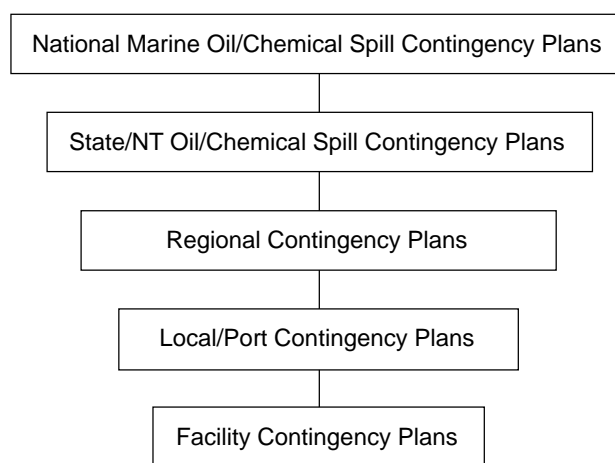 National Marine Oil/Chemical Spill Contingency Plans
State/NT Oil/Chemical Spill Contingency Plans
Regional Contingency Plans
Local/Port Contingency Plans
Facility Contingency Plans